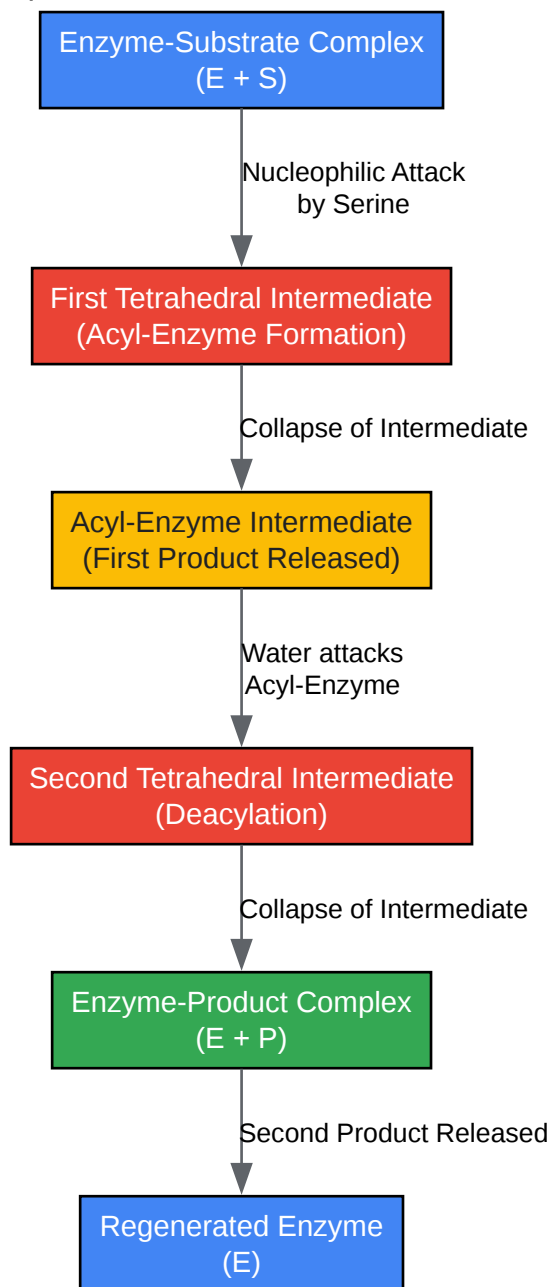 Enzyme-Substrate Complex
(E + S)
Nucleophilic Attack
by Serine
First Tetrahedral Intermediate
(Acyl-Enzyme Formation)
Collapse of Intermediate
Acyl-Enzyme Intermediate
(First Product Released)
Water attacks
Acyl-Enzyme
Second Tetrahedral Intermediate
(Deacylation)
Collapse of Intermediate
Enzyme-Product Complex
(E + P)
Second Product Released
Regenerated Enzyme
(E)